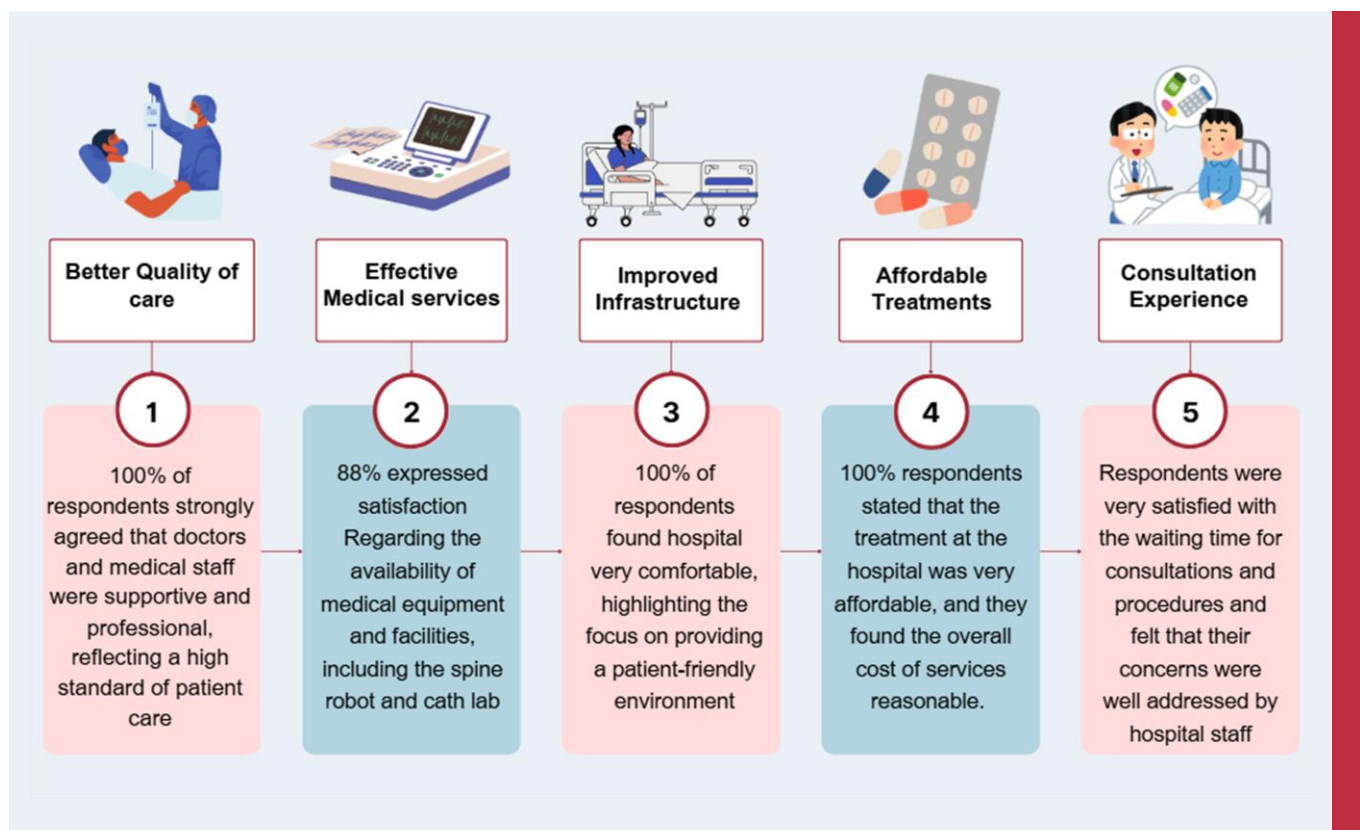 Better Quality of
care
Effective
Medical services
Improved
Infrastructure
Affordable
Treatments
Consultation
Experience
1
100% of
respondents strongly
agreed that doctors
and medical staff
were supportive and
professional,
reflecting a high
standard of patient
care
2
88% expressed
satisfaction
Regarding the
availability of
medical equipment
and facilities,
including the spine
robot and cath lab
3
100% of
respondents
found hospital
very comfortable,
highlighting the
focus on providing
a patient-friendly
environment
4
100% respondents
stated that the
treatment at the
hospital was very
affordable, and they
found the overall
cost of services
reasonable.
5
Respondents were
very satisfied with
the waiting time for
consultations and
procedures and
felt that their
concerns were
well addressed by
hospital staff